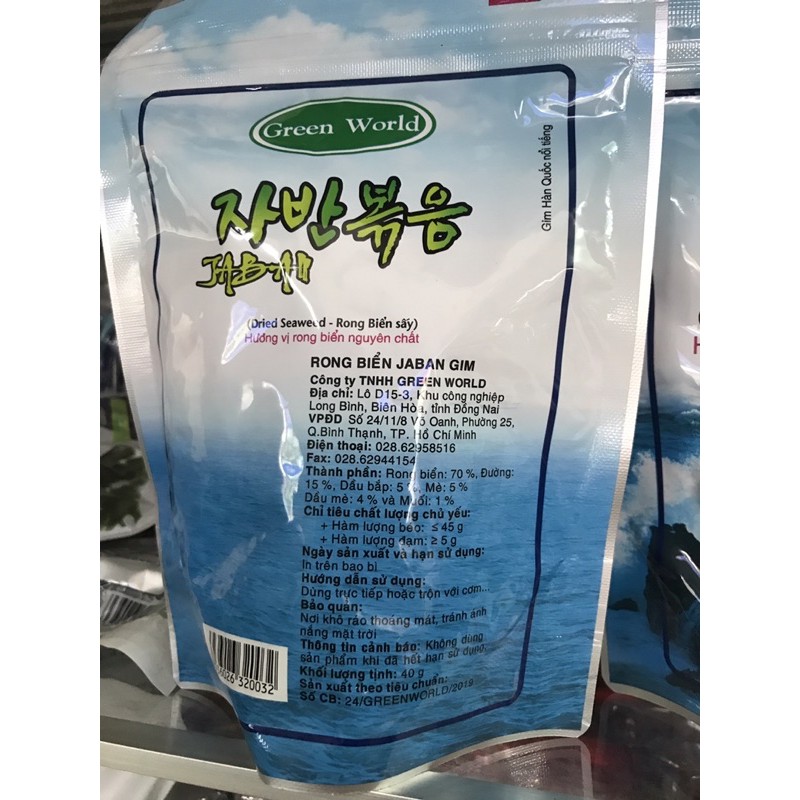 Green World
자반볶음
JABAN
Gim Hàn Quốc nổi tiếng
(Dried Seaweed - Rong Biển sấy)
Hương vị rong biển nguyên chất
RONG BIỂN JABAN GIM
Công ty TNHH GREEN WORLD
Địa chỉ: Lô D15-3, Khu công nghiệp
Long Bình, Biên Hòa, tỉnh Đồng Nai
VPĐD Số 24/11/8 Võ Oanh, Phường 25,
Q.Bình Thạnh, TP. Hồ Chí Minh
Điện thoại: 028.62958516
Fax: 028.62944154
Thành phần: Rong biển: 70 %, Đường:
15 %, Dầu bắp: 5 %, Mè: 5 %
Dầu mè: 4 % và Muối: 1 %
Chỉ tiêu chất lượng chủ yếu:
+ Hàm lượng béo: ≤ 45 g
+ Hàm lượng đạm: ≥ 5 g
Ngày sản xuất và hạn sử dụng:
In trên bao bì
Hướng dẫn sử dụng:
Dùng trực tiếp hoặc trộn với cơm...
Bảo quản:
Nơi khô ráo thoáng mát, tránh ánh
nắng mặt trời
Thông tin cảnh báo: Không dùng
sản phẩm khi đã hết hạn sử dụng.
Khối lượng tịnh: 40 g
Sản xuất theo tiêu chuẩn:
Số CB: 24/GREENWORLD/2019
026 320032